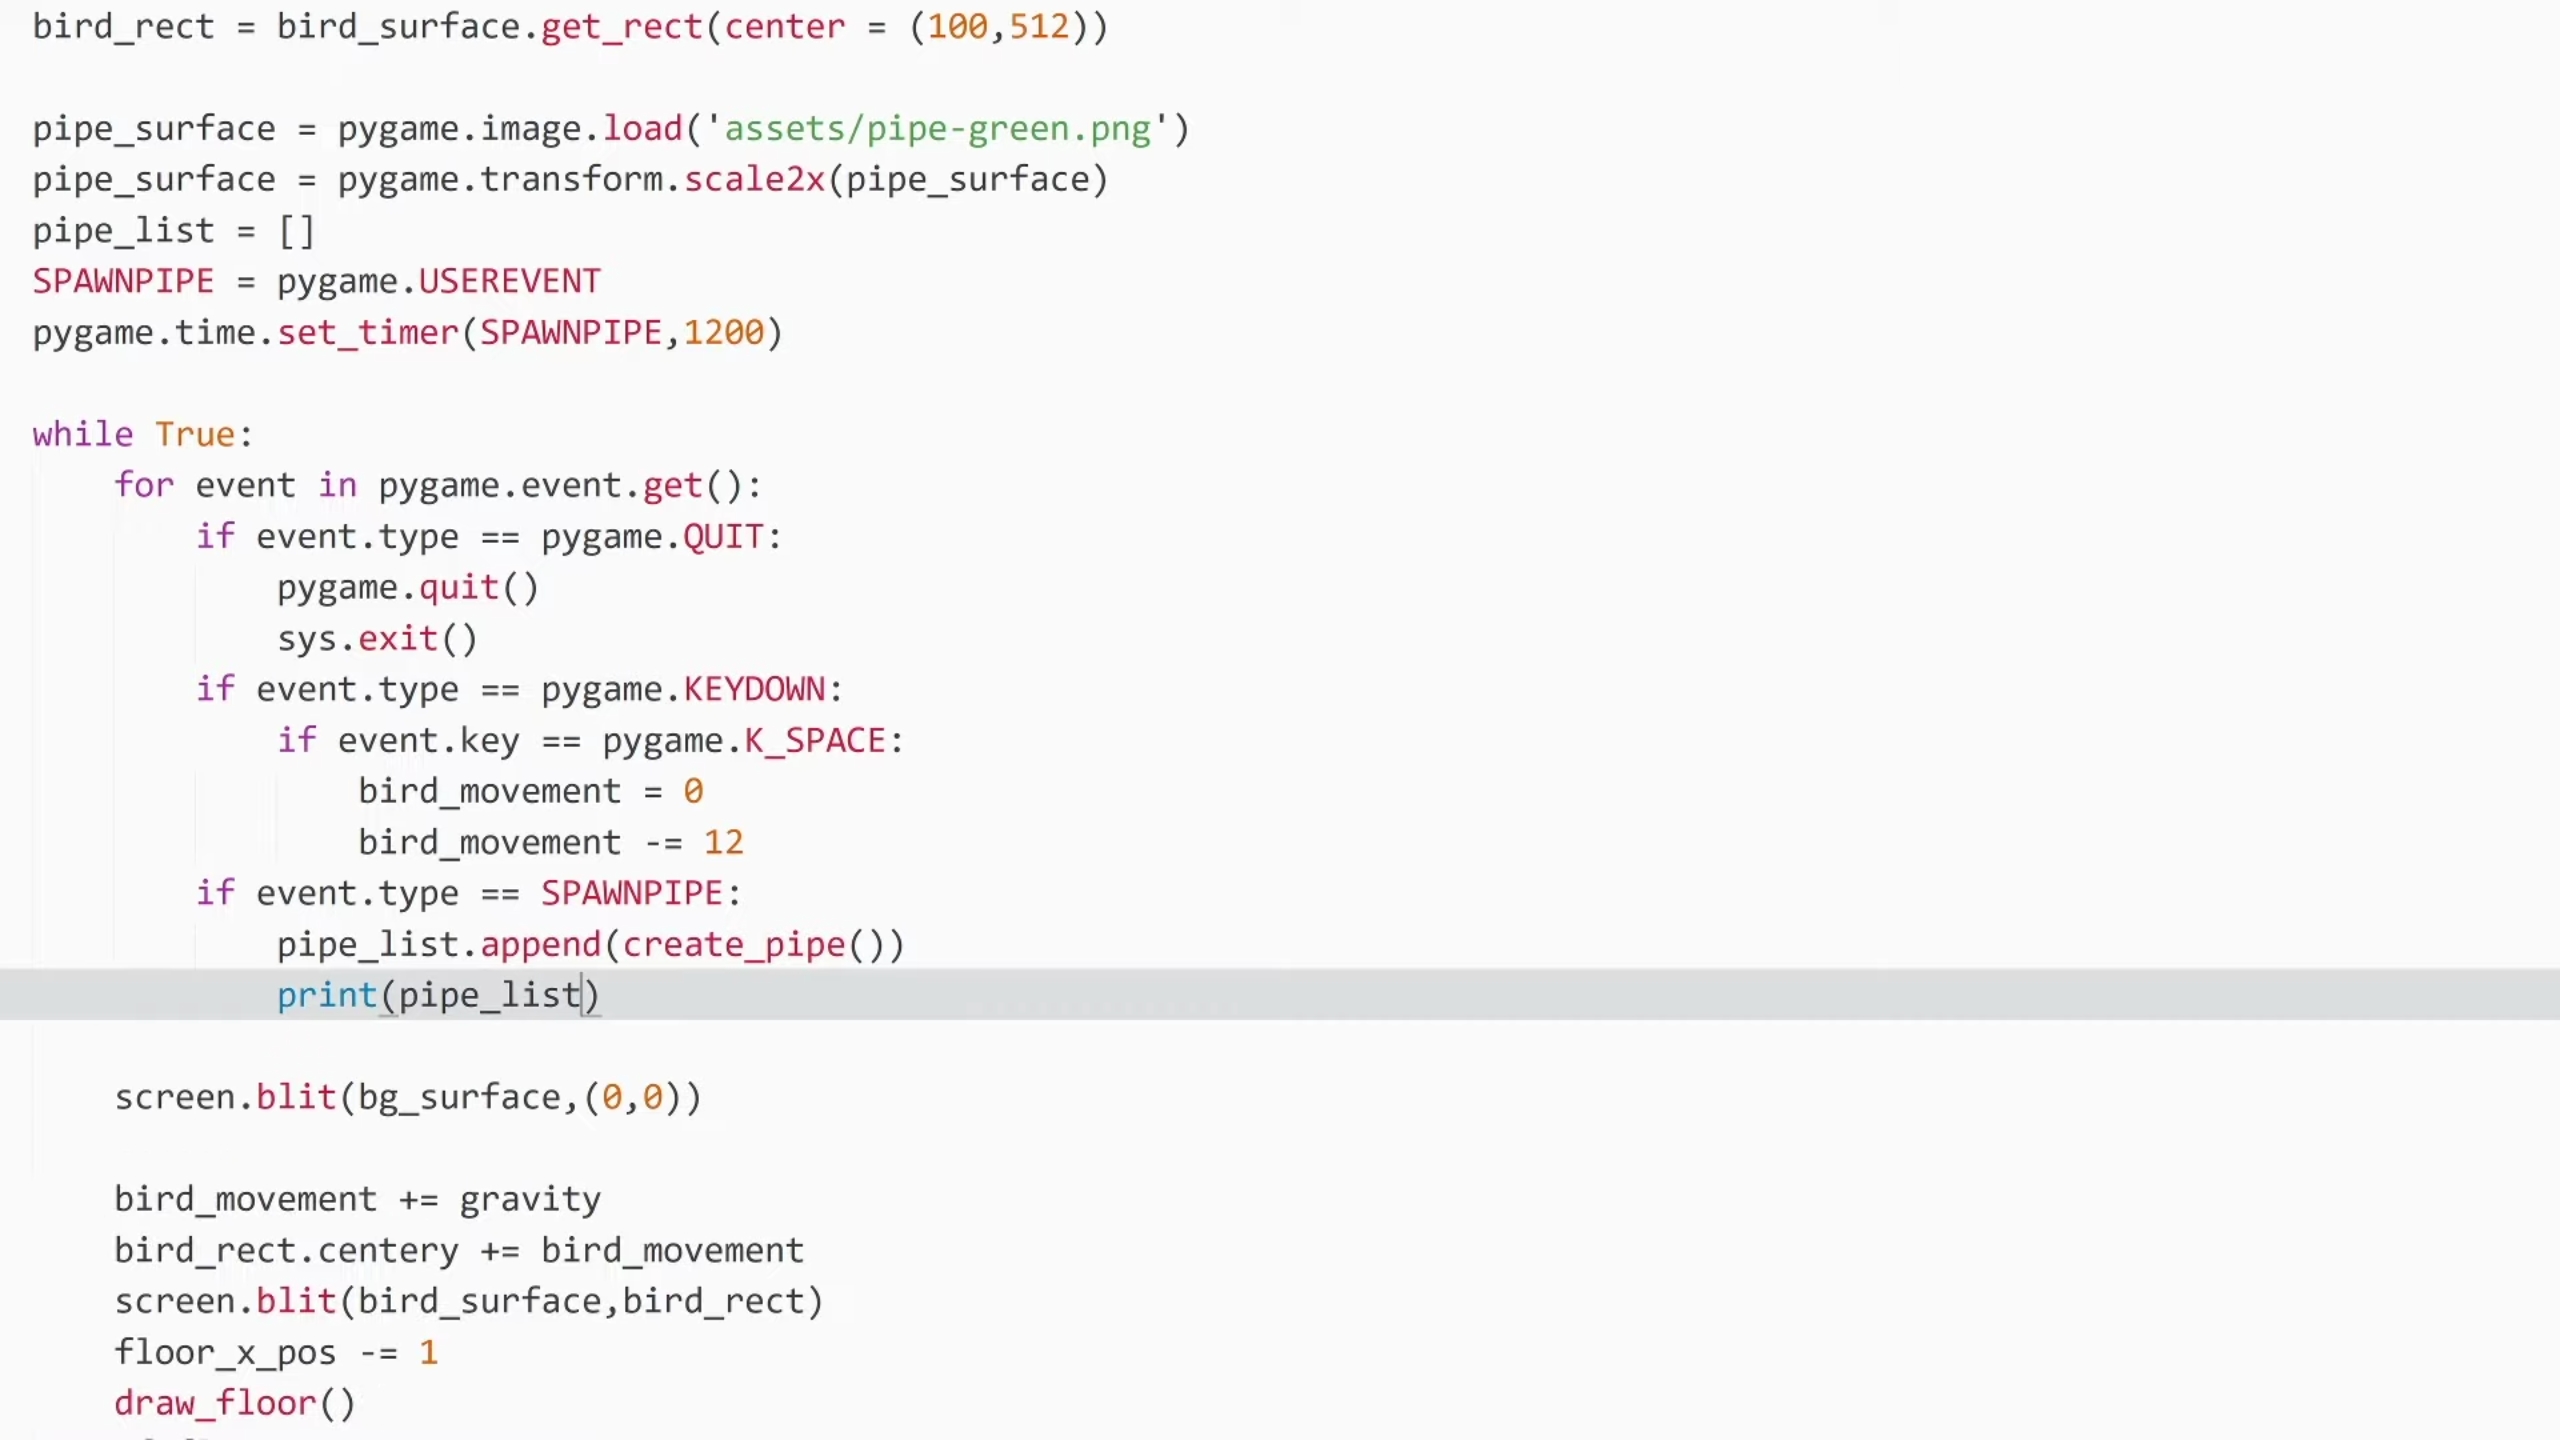 bird_rect = bird_surface.get_rect(center = (100,512))
pipe_surface = pygame.image.load('assets/pipe-green.png')
pipe_surface = pygame.transform.scale2x(pipe_surface)
pipe_list = []
SPAWNPIPE = pygame.USEREVENT
pygame.time.set_timer(SPAWNPIPE,1200)
while True:
for event in pygame.event.get():
if event.type == pygame.QUIT:
pygame.quit()
sys.exit()
if event.type == pygame.KEYDOWN:
if event.key == pygame.K_SPACE:
bird_movement = 0
bird_movement -= 12
if event.type == SPAWNPIPE:
pipe_list.append(create_pipe())
print(pipe_list)
screen.blit(bg_surface,(0,0))
bird_movement += gravity
bird_rect.centery += bird_movement
screen.blit(bird_surface,bird_rect)
floor_x_pos -= 1
draw_floor()